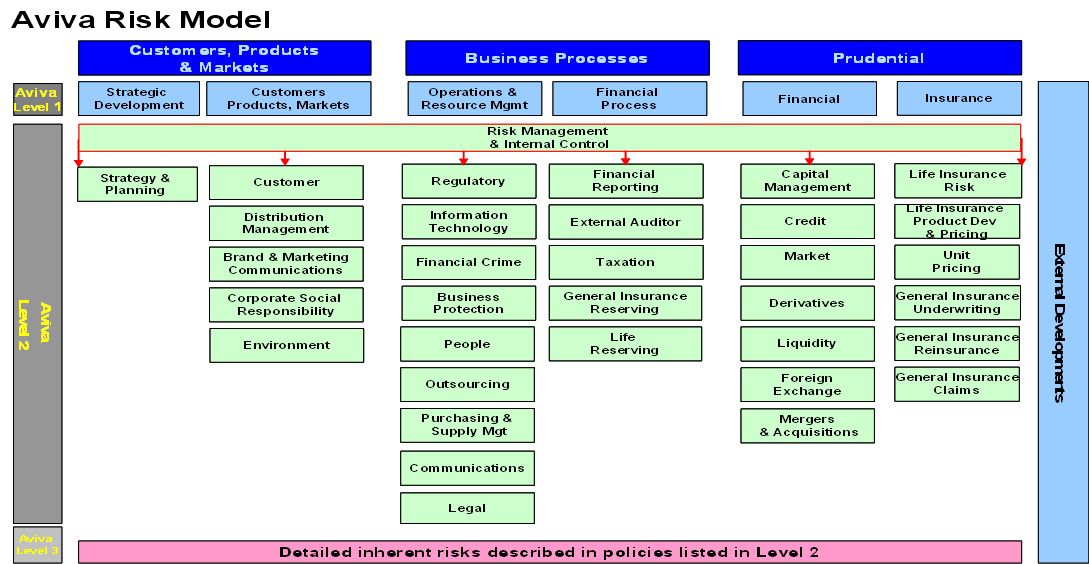 Aviva Risk Model
Customers, Products
& Markets
Business Processes
Prudential
Aviva
Level 1
Strategic
Development
Customers
Products, Markets
Operations &
Resource Mgmt
Financial
Process
Financial
Insurance
Risk Management
& Internal Control
Aviva
Level 2
Strategy &
Planning
Customer
Distribution
Management
Brand & Marketing
Communications
Corporate Social
Responsibility
Environment
Regulatory
Information
Technology
Financial Crime
Business
Protection
People
Outsourcing
Purchasing &
Supply Mgt
Communications
Legal
Financial
Reporting
External Auditor
Taxation
General Insurance
Reserving
Life
Reserving
Capital
Management
Credit
Market
Derivatives
Liquidity
Foreign
Exchange
Mergers
& Acquisitions
Life Insurance
Risk
Life Insurance
Product Dev
& Pricing
Unit
Pricing
General Insurance
Underwriting
General Insurance
Reinsurance
General Insurance
Claims
External Developments
Aviva
Level 3
Detailed inherent risks described in policies listed in Level 2